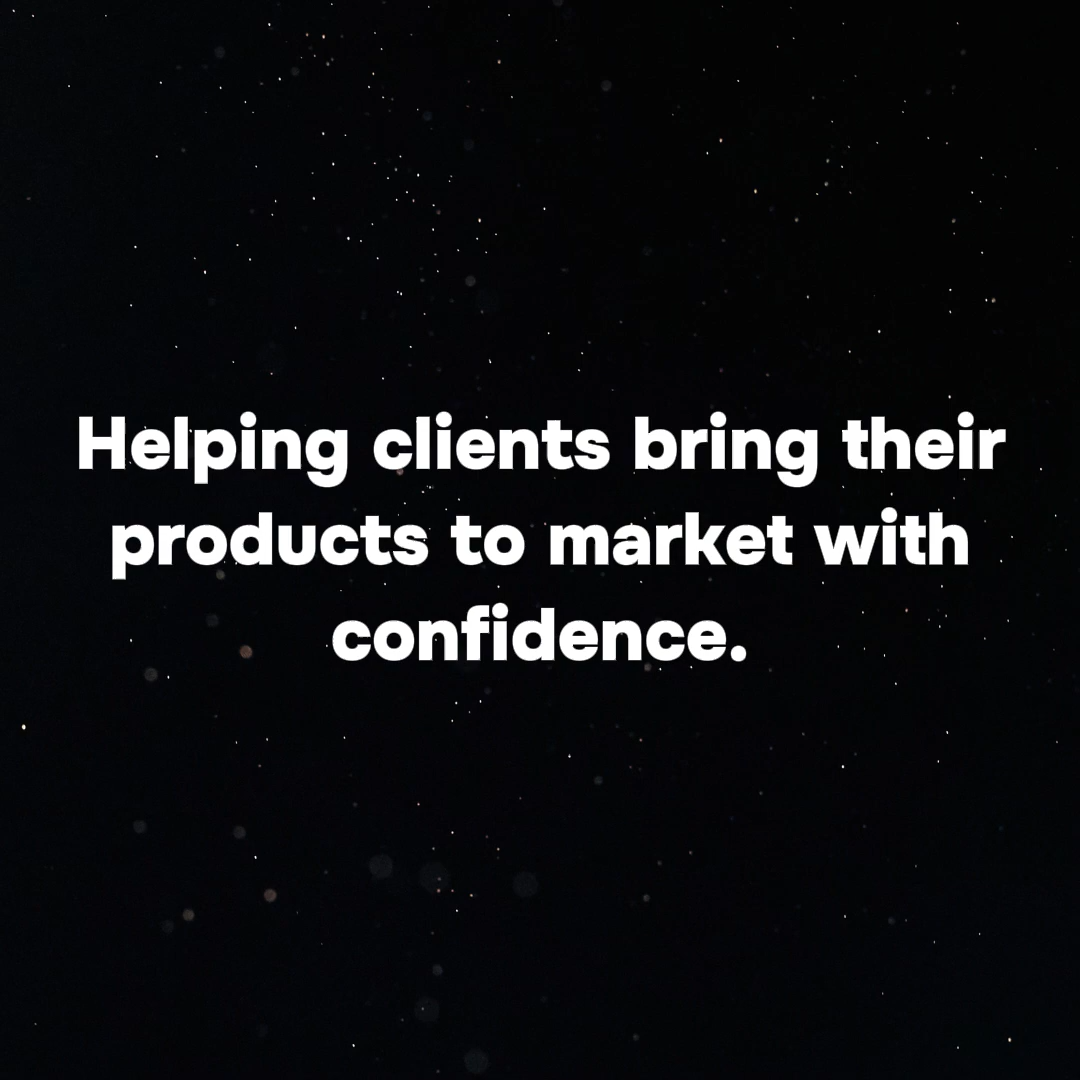 Helping clients bring their
products to market with
confidence.